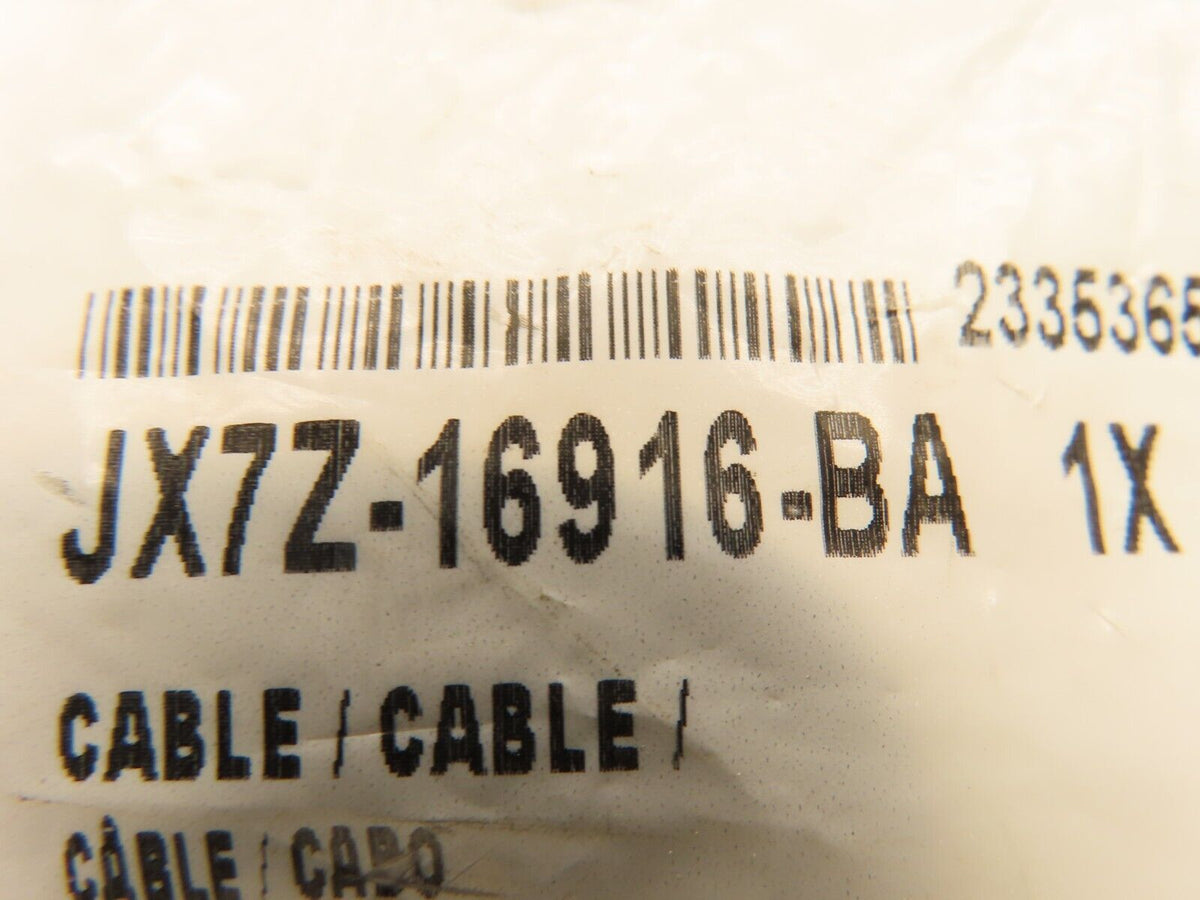 2335365
JX7Z-16916-BA 1X
CABLE / CABLE /
CÂBLE / CABO